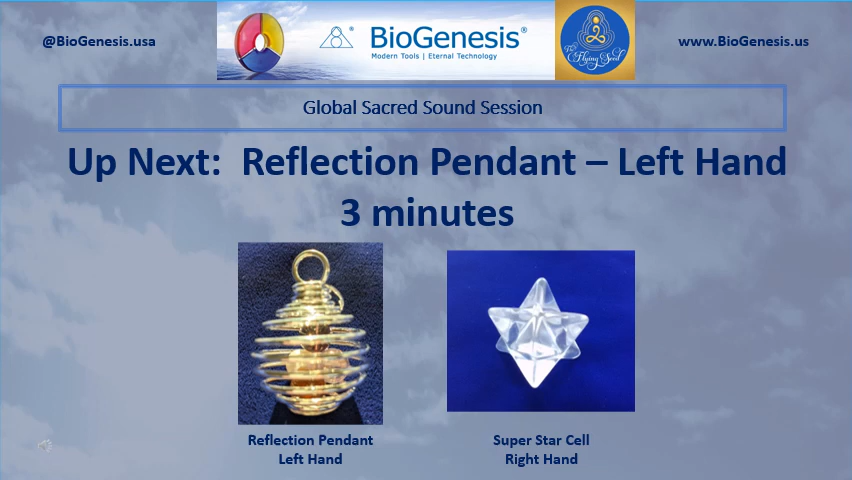 @BioGenesis.usa
BioGenesis®
Modern Tools | Eternal Technology
The Flying Seed
www.BioGenesis.us
Global Sacred Sound Session
Up Next: Reflection Pendant – Left Hand
3 minutes
Reflection Pendant
Left Hand
Super Star Cell
Right Hand